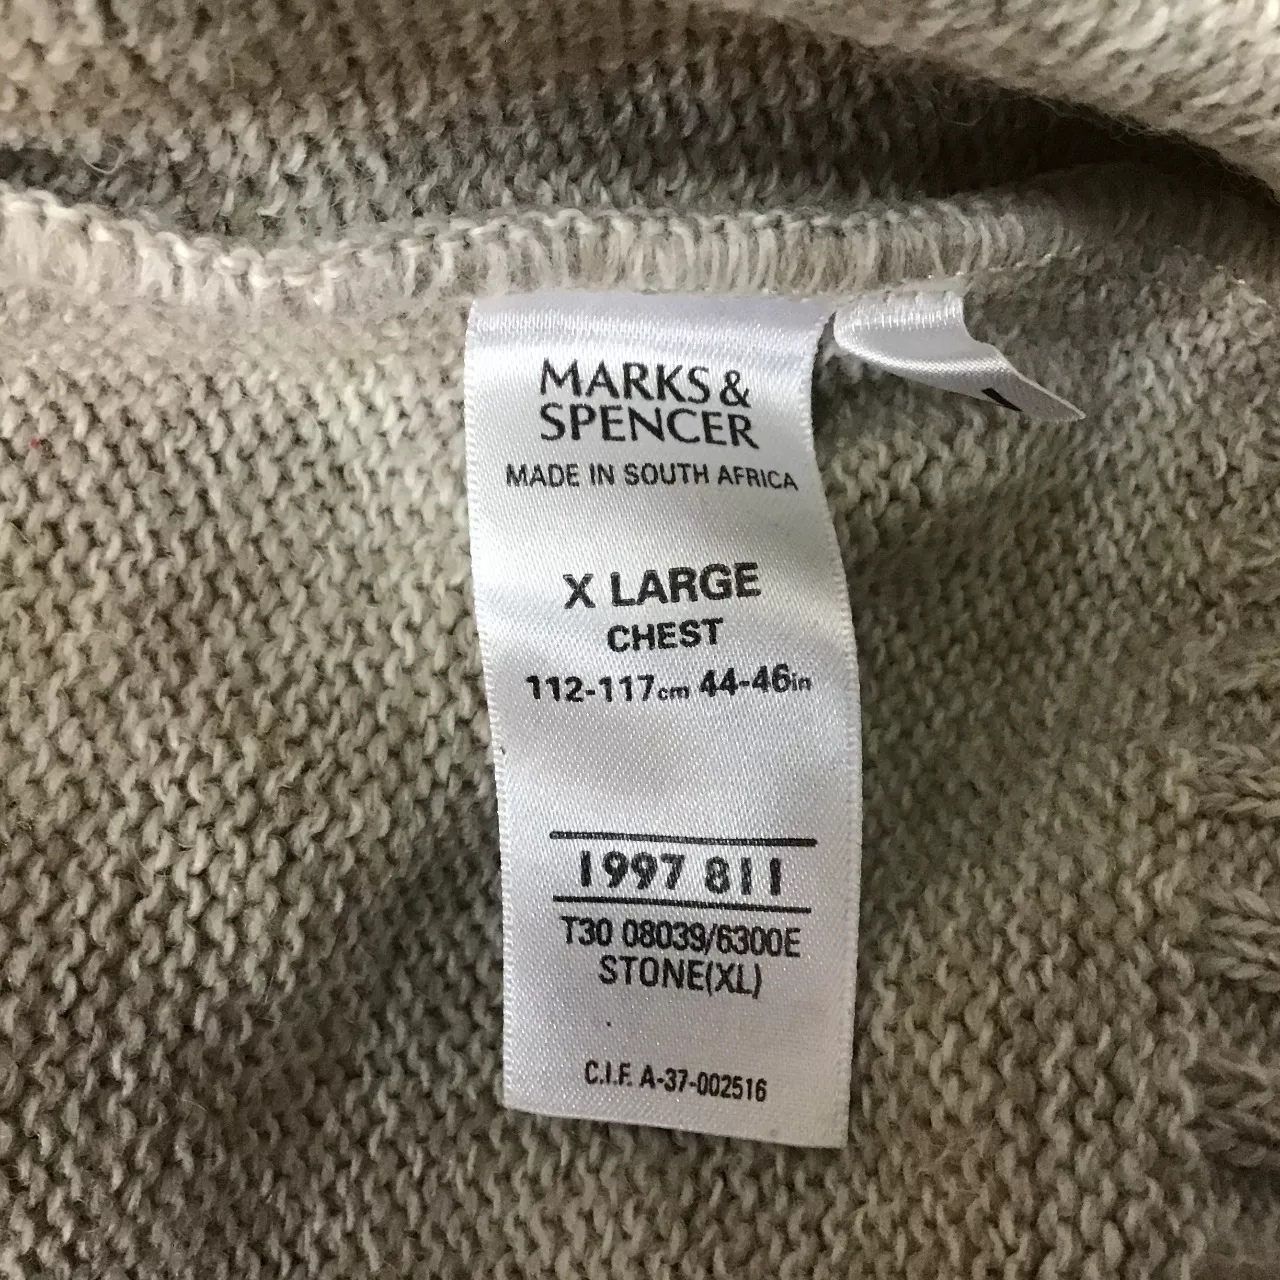 MARKS &
SPENCER
MADE IN SOUTH AFRICA
X LARGE
CHEST
112-117cm 44-46in
1997 811
T30 08039/6300E
STONE(XL)
C.I.F. A-37-002516